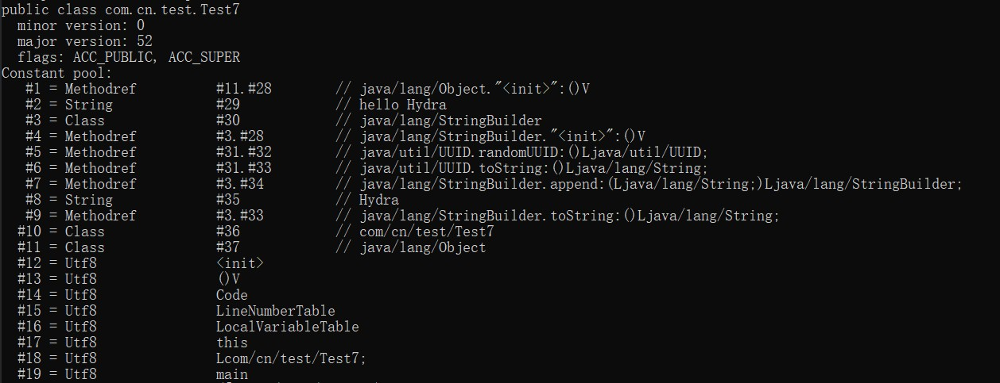 public class com.cn.test.Test7
minor version: 0
major version: 52
flags: ACC_PUBLIC, ACC_SUPER
Constant pool:
#1 = Methodref #11.#28 // java/lang/Object."<init>":()V
#2 = String #29 // hello Hydra
#3 = Class #30 // java/lang/StringBuilder
#4 = Methodref #3.#28 // java/lang/StringBuilder."<init>":()V
#5 = Methodref #31.#32 // java/util/UUID.randomUUID:()Ljava/util/UUID;
#6 = Methodref #31.#33 // java/util/UUID.toString:()Ljava/lang/String;
#7 = Methodref #3.#34 // java/lang/StringBuilder.append:(Ljava/lang/String;)Ljava/lang/StringBuilder;
#8 = String #35 // Hydra
#9 = Methodref #3.#33 // java/lang/StringBuilder.toString:()Ljava/lang/String;
#10 = Class #36 // com/cn/test/Test7
#11 = Class #37 // java/lang/Object
#12 = Utf8 <init>
#13 = Utf8 ()V
#14 = Utf8 Code
#15 = Utf8 LineNumberTable
#16 = Utf8 LocalVariableTable
#17 = Utf8 this
#18 = Utf8 Lcom/cn/test/Test7;
#19 = Utf8 main